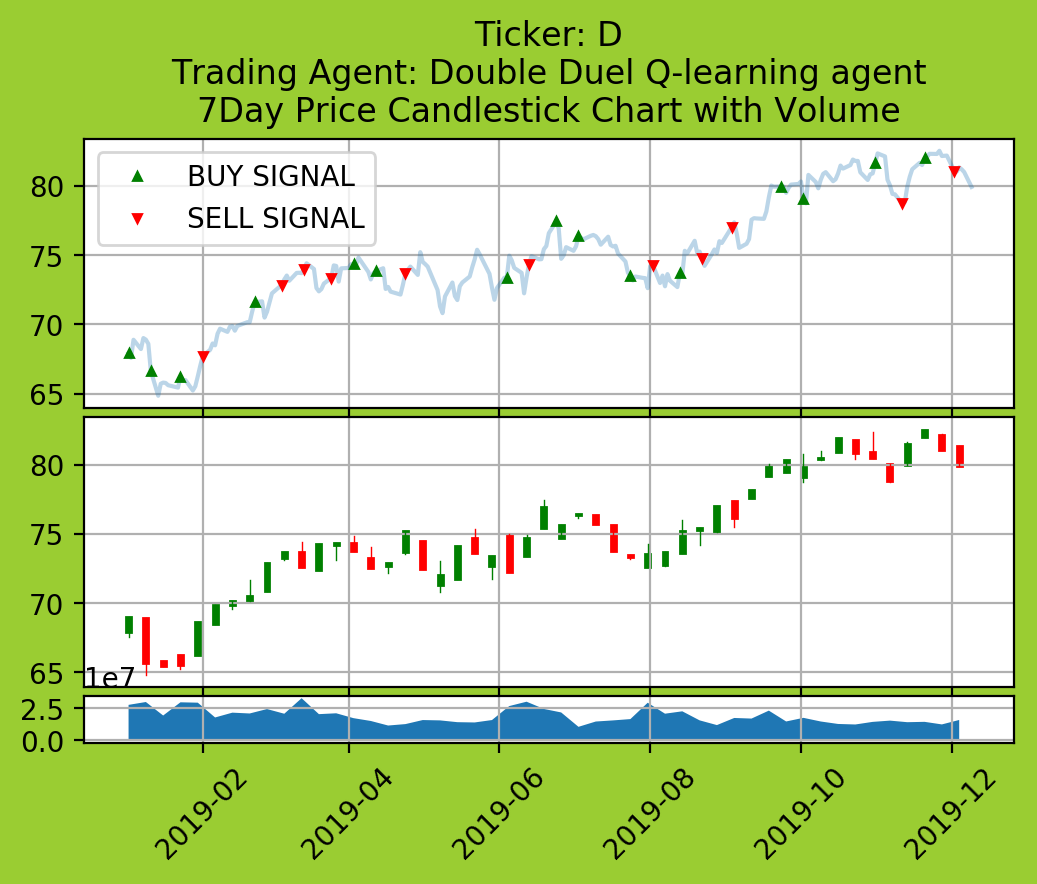 Ticker: D
Trading Agent: Double Duel Q-learning agent
7Day Price Candlestick Chart with Volume
BUY SIGNAL
SELL SIGNAL
80
75
70
65
80
75
70
65
1e7
2.5
0.0
2019-02
2019-04
2019-06
2019-08
2019-10
2019-12